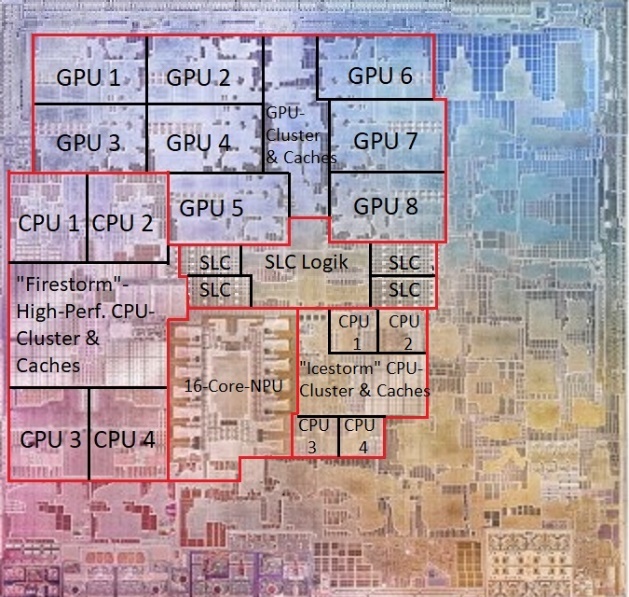 GPU 1
GPU 2
GPU 6
GPU 3
GPU 4
GPU-
Cluster
& Caches
GPU 7
GPU 5
GPU 8
CPU 1
CPU 2
SLC
SLC Logik
SLC
SLC
SLC
"Firestorm"-
High-Perf. CPU-
Cluster &
Caches
16-Core-NPU
CPU
1
CPU
2
"Icestorm" CPU-
Cluster & Caches
CPU 3
CPU 4
CPU
3
CPU
4